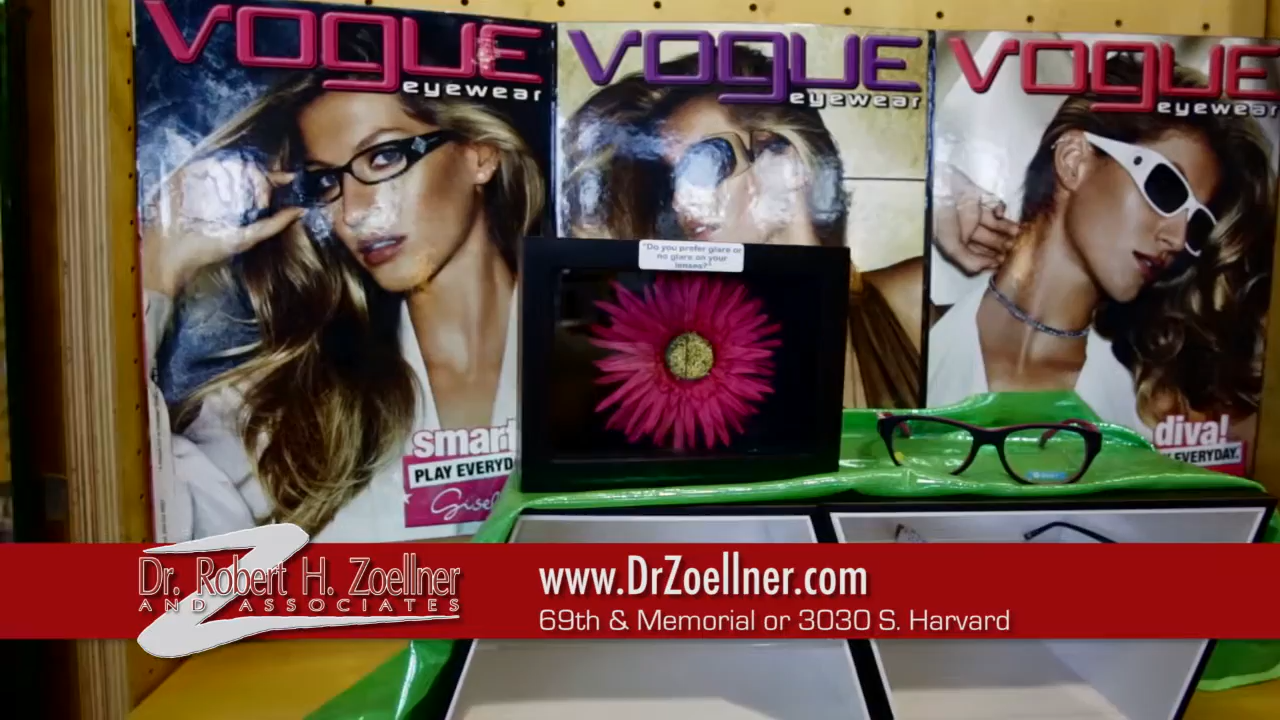 VOGUE
eyewear
VOGUE
eyewear
VOGUE
eyewear
"Do you prefer glare or
no glare on your
lenses?"
smart
PLAY EVERYD
Gisel
diva!
EVERYDAY.
Dr. Robert H. Zoellner
AND ASSOCIATES
www.DrZoellner.com
69th & Memorial or 3030 S. Harvard